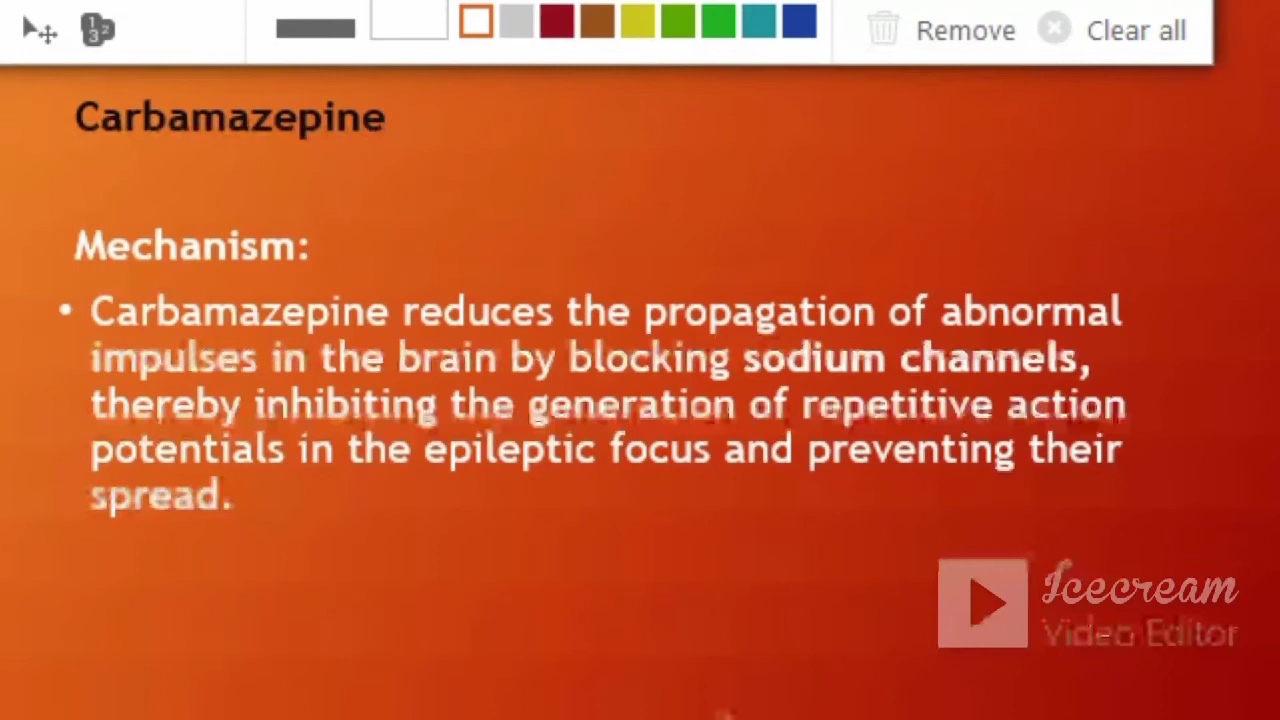 Remove
Clear all
Carbamazepine
Mechanism:
• Carbamazepine reduces the propagation of abnormal
impulses in the brain by blocking sodium channels,
thereby inhibiting the generation of repetitive action
potentials in the epileptic focus and preventing their
spread.
Icecream
Video Editor